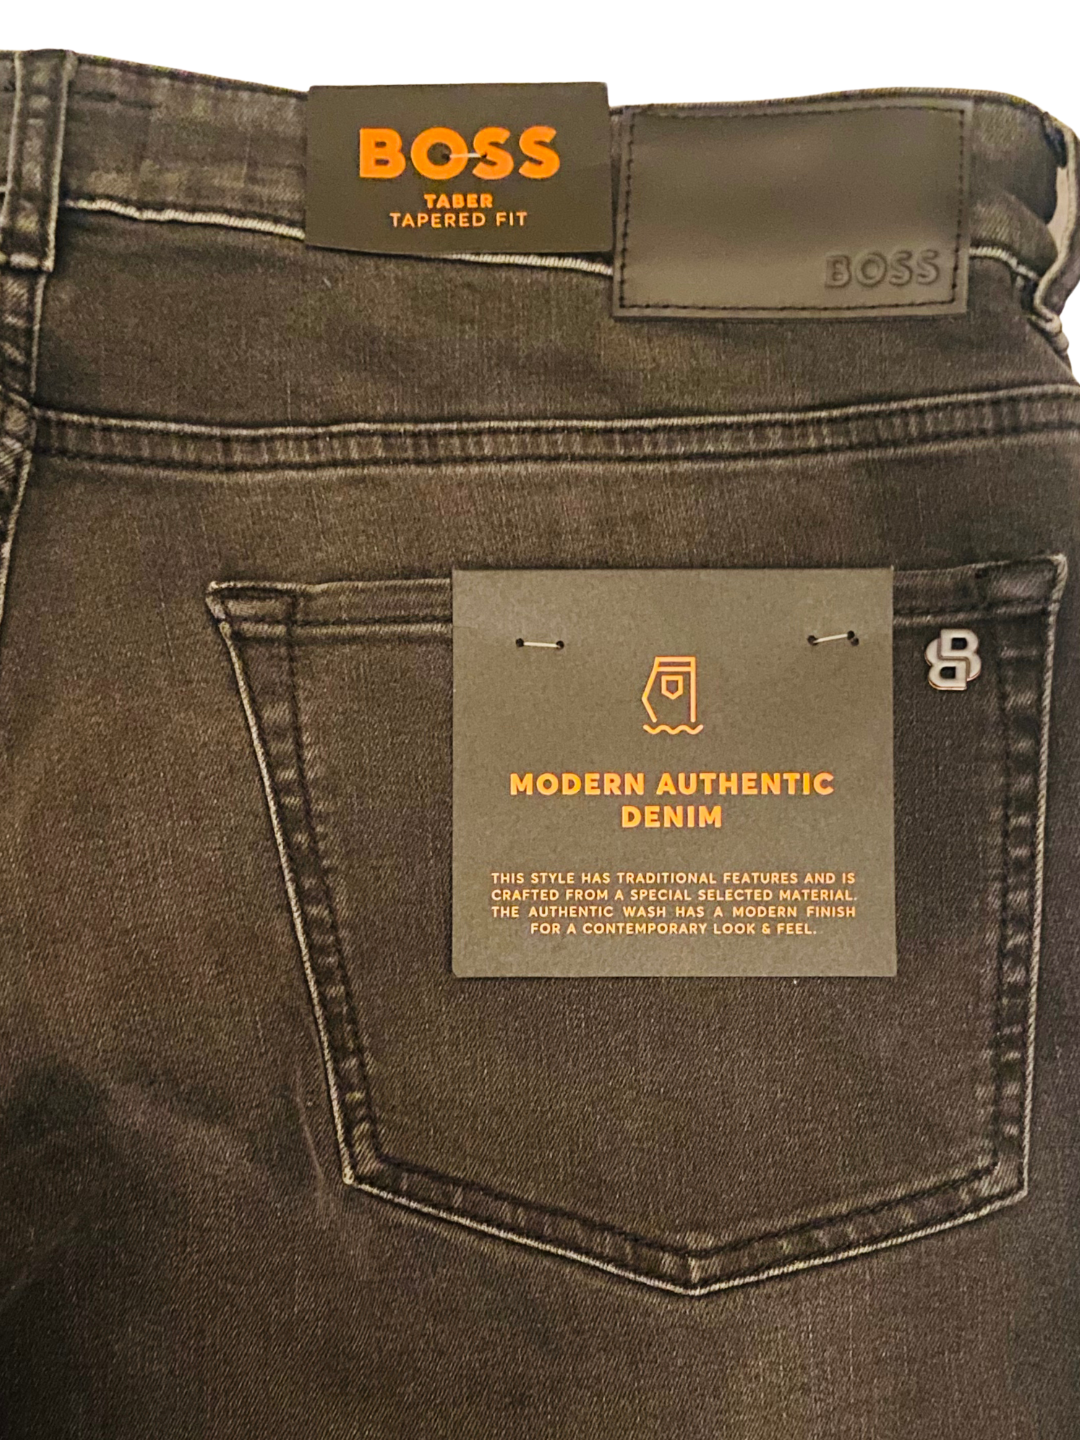 BOSS
TABER
TAPERED FIT
BOSS
B B
MODERN AUTHENTIC
DENIM
THIS STYLE HAS TRADITIONAL FEATURES AND IS
CRAFTED FROM A SPECIAL SELECTED MATERIAL.
THE AUTHENTIC WASH HAS A MODERN FINISH
FOR A CONTEMPORARY LOOK & FEEL.